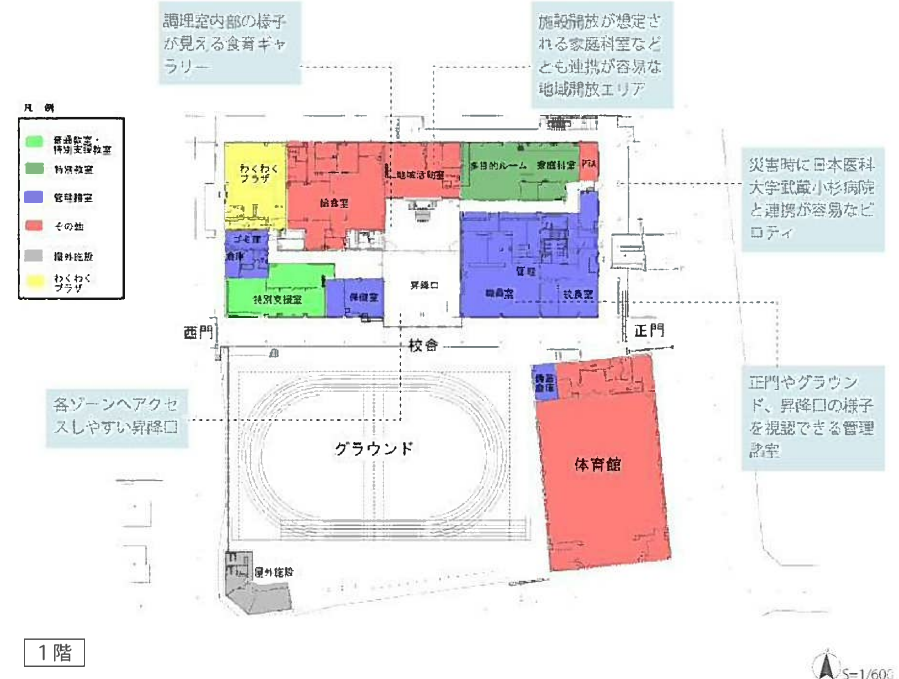 調理室内部の様子
が見える食育ギャ
ラリー
施設開放が想定さ
れる家庭科室など
とも連携が容易な
地域開放エリア
凡 例
普通教室・
特別支援教室
特別教室
管理諸室
その他
屋外施設
わくわく
プラザ
わくわく
プラザ
給食室
地域活動室
多目的ルーム
家庭科室
PTA
災害時に日本医科
大学武蔵小杉病院
と連携が容易なピ
ロティ
ゴミ庫
倉庫
特別支援室
保健室
昇降口
管理
職員室
校長室
西門
校舎
正門
各ゾーンへアクセ
スしやすい昇降口
備蓄
倉庫
正門やグラウン
ド、昇降口の様子
を視認できる管理
諸室
グラウンド
体育館
屋外施設
1階
S=1/600